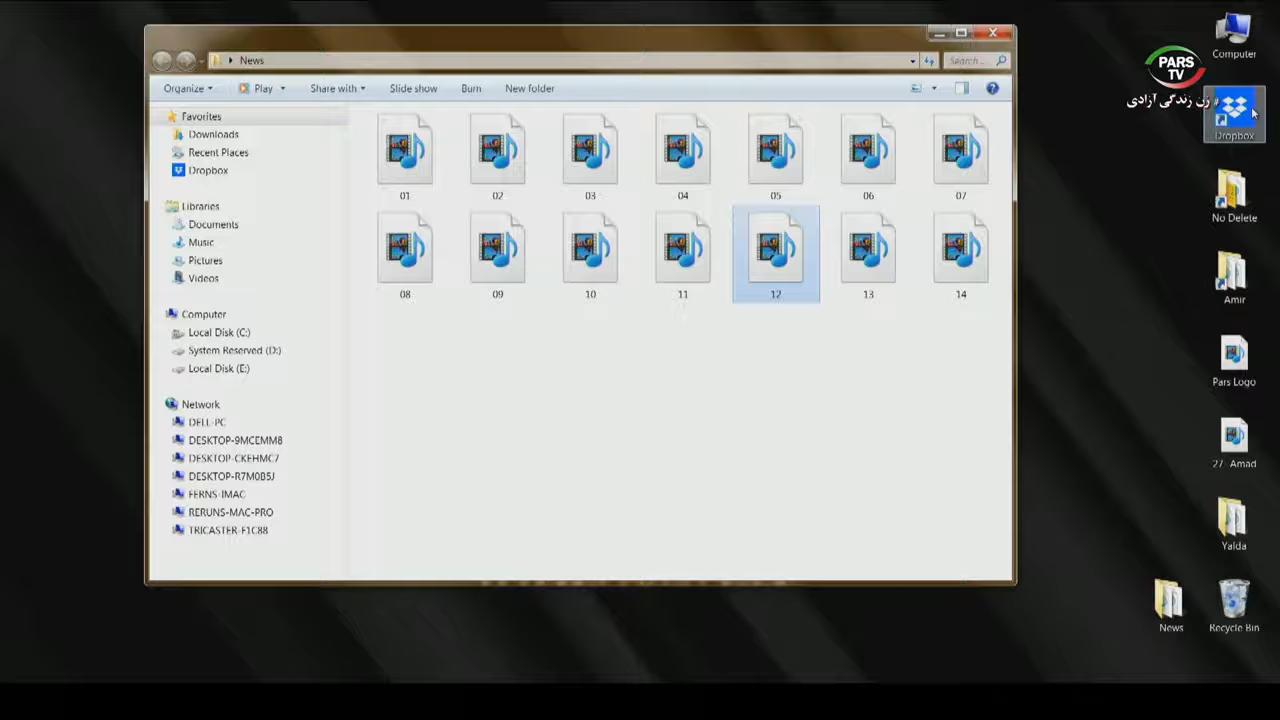 News
Search...
Organize
Play
Share with
Slide show
Burn
New folder
Favorites
Downloads
Recent Places
Dropbox
Libraries
Documents
Music
Pictures
Videos
Computer
Local Disk (C:)
System Reserved (D:)
Local Disk (E:)
Network
DELL-PC
DESKTOP-9MCEMM8
DESKTOP-CKEHMC7
DESKTOP-R7M0B5J
FERNS-IMAC
RERUNS-MAC-PRO
TRICASTER-F1C88
01
02
03
04
05
06
07
08
09
10
11
12
13
14
Computer
PARS
TV
#زن زندگی آزادی
Dropbox
No Delete
Amir
Pars Logo
27 Amad
Yalda
News
Recycle Bin